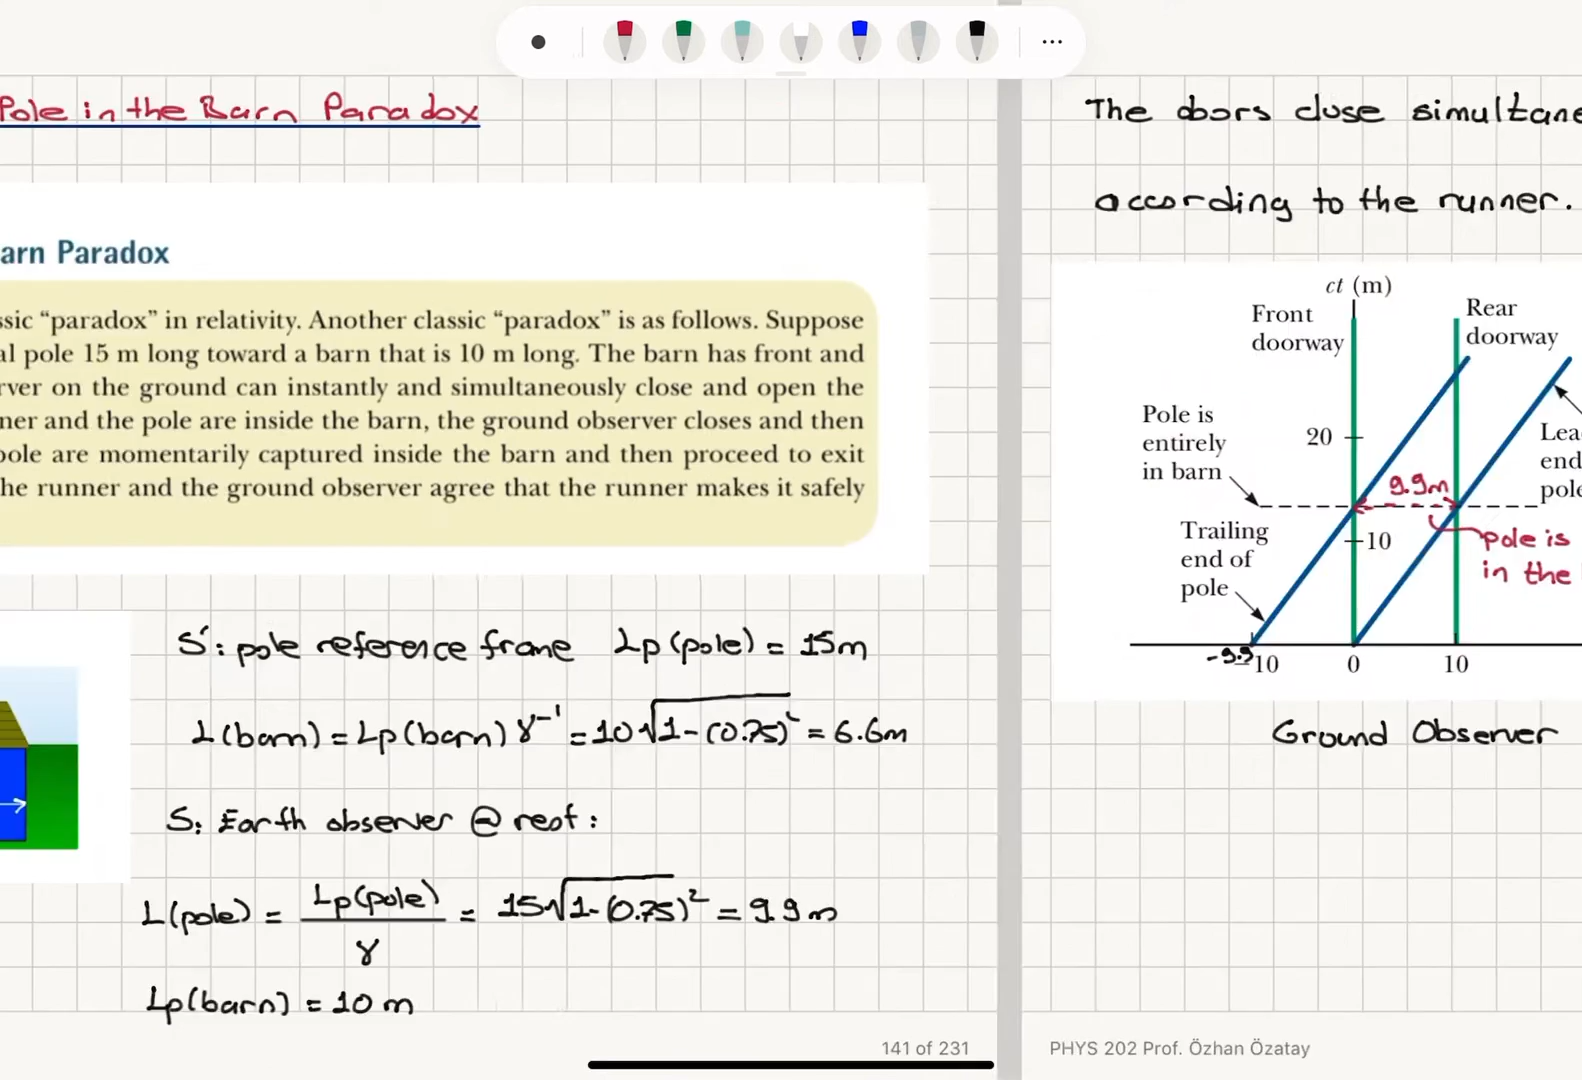 Pole in the Barn Paradox
arn Paradox
ssic “paradox” in relativity. Another classic “paradox” is as follows. Suppose
al pole 15 m long toward a barn that is 10 m long. The barn has front and
rver on the ground can instantly and simultaneously close and open the
ner and the pole are inside the barn, the ground observer closes and then
pole are momentarily captured inside the barn and then proceed to exit
he runner and the ground observer agree that the runner makes it safely
S': pole reference frame Lp(pole) = 15m
L(barn) = Lp(barn) γ⁻¹ = 10√1-(0.75)² = 6.6m
S: Earth observer @ rest:
L(pole) = Lp(pole)/γ = 15√1-(0.75)² = 9.9 m
Lp(barn) = 10 m
141 of 231
The doors close simultane
according to the runner.
ct (m)
Front
doorway
Rear
doorway
Pole is
entirely
in barn
20
9.9m
Lea
end
pole
Trailing
end of
pole
10
pole is
in the
-9.9
-10
0
10
Ground Observer
PHYS 202 Prof. Özhan Özatay